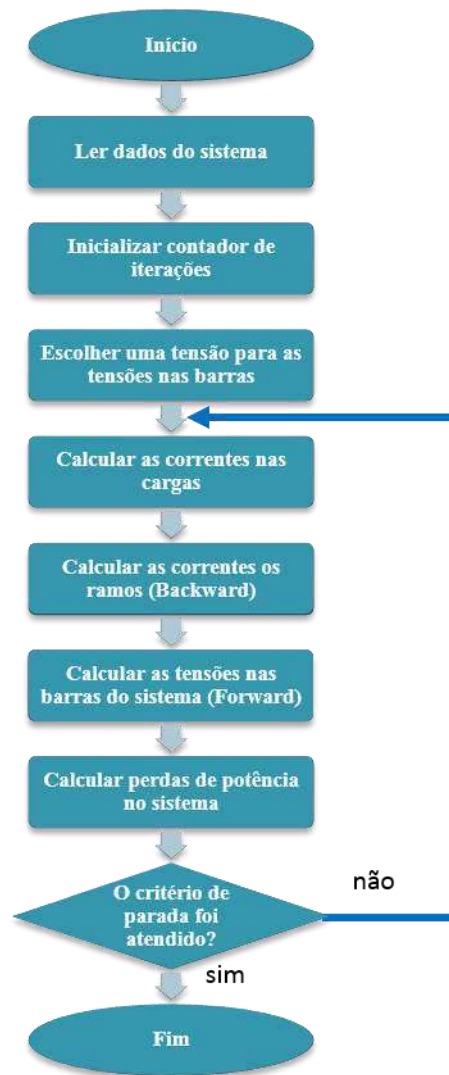 Início
Ler dados do sistema
Inicializar contador de
iterações
Escolher uma tensão para as
tensões nas barras
Calcular as correntes nas
cargas
Calcular as correntes os
ramos (Backward)
Calcular as tensões nas
barras do sistema (Forward)
Calcular perdas de potência
no sistema
O critério de
parada foi
atendido?
não
sim
Fim